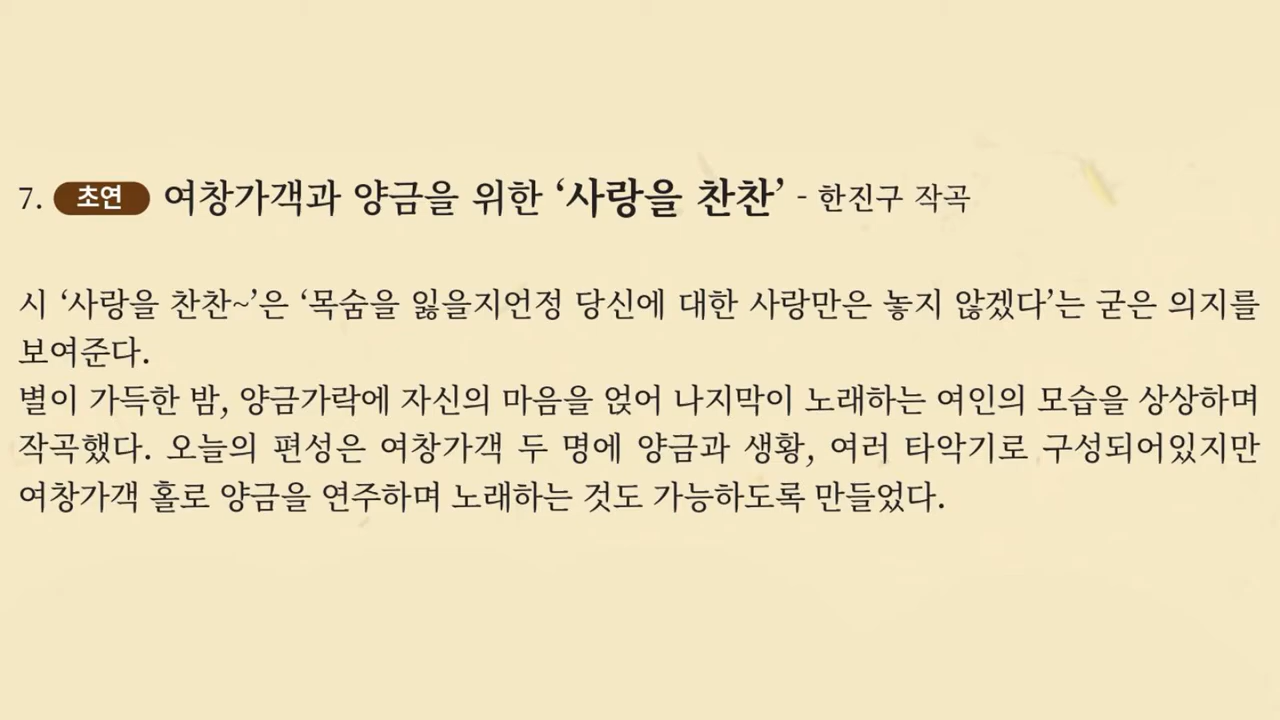 7. 초연 여창가객과 양금을 위한 ‘사랑을 찬찬’ - 한진구 작곡
시 ‘사랑을 찬찬~’은 ‘목숨을 잃을지언정 당신에 대한 사랑만은 놓지 않겠다’는 굳은 의지를
보여준다.
별이 가득한 밤, 양금가락에 자신의 마음을 얹어 나지막이 노래하는 여인의 모습을 상상하며
작곡했다. 오늘의 편성은 여창가객 두 명에 양금과 생황, 여러 타악기로 구성되어있지만
여창가객 홀로 양금을 연주하며 노래하는 것도 가능하도록 만들었다.